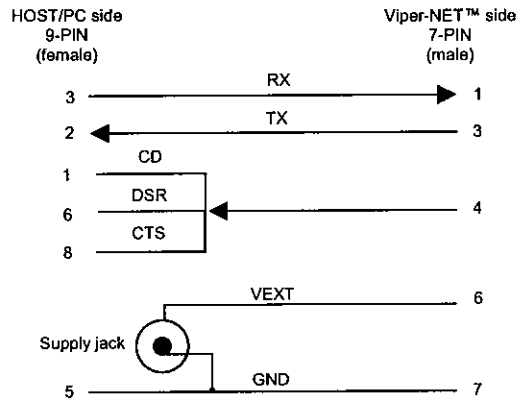 HOST/PC side
9-PIN
(female)
Viper-NET™ side
7-PIN
(male)
3 RX 1
2 TX 3
1 CD
6 DSR 4
8 CTS
VEXT 6
Supply jack
5 GND 7